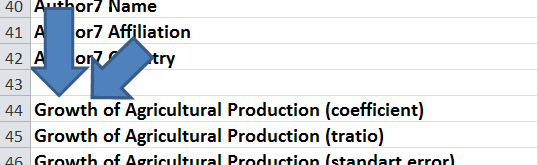 40 Author7 Name
41 Author7 Affiliation
42
43
44 Growth of Agricultural Production (coefficient)
45 Growth of Agricultural Production (tratio)
46 Growth of Agricultural Production (standart error)